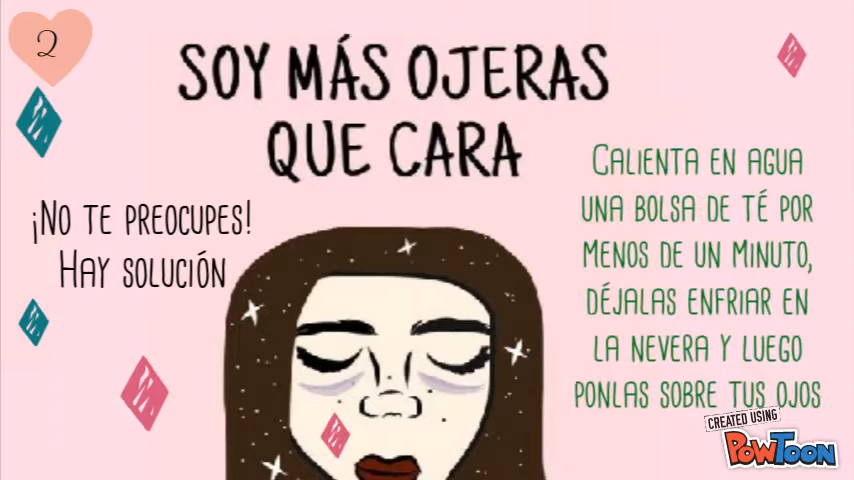 2
SOY MÁS OJERAS
QUE CARA
¡NO TE PREOCUPES!
HAY SOLUCIÓN
CALIENTA EN AGUA
UNA BOLSA DE TÉ POR
MENOS DE UN MINUTO,
DÉJALAS ENFRIAR EN
LA NEVERA Y LUEGO
PONLAS SOBRE TUS OJOS
CREATED USING
POWTOON